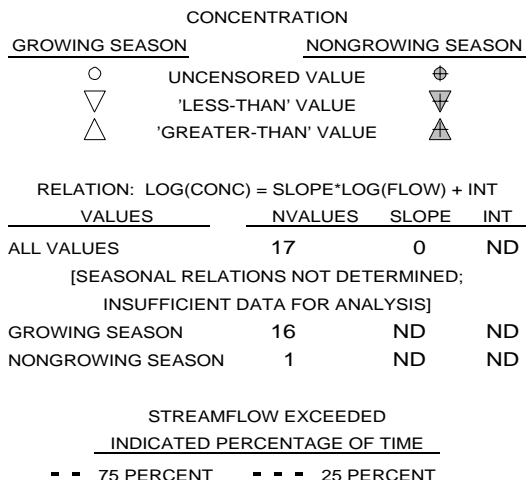 CONCENTRATION
GROWING SEASON NONGROWING SEASON
UNCENSORED VALUE
'LESS-THAN' VALUE
'GREATER-THAN' VALUE
RELATION: LOG(CONC) = SLOPE*LOG(FLOW) + INT
VALUES NVALUES SLOPE INT
ALL VALUES 17 0 ND
[SEASONAL RELATIONS NOT DETERMINED;
INSUFFICIENT DATA FOR ANALYSIS]
GROWING SEASON 16 ND ND
NONGROWING SEASON 1 ND ND
STREAMFLOW EXCEEDED
INDICATED PERCENTAGE OF TIME
75 PERCENT 25 PERCENT